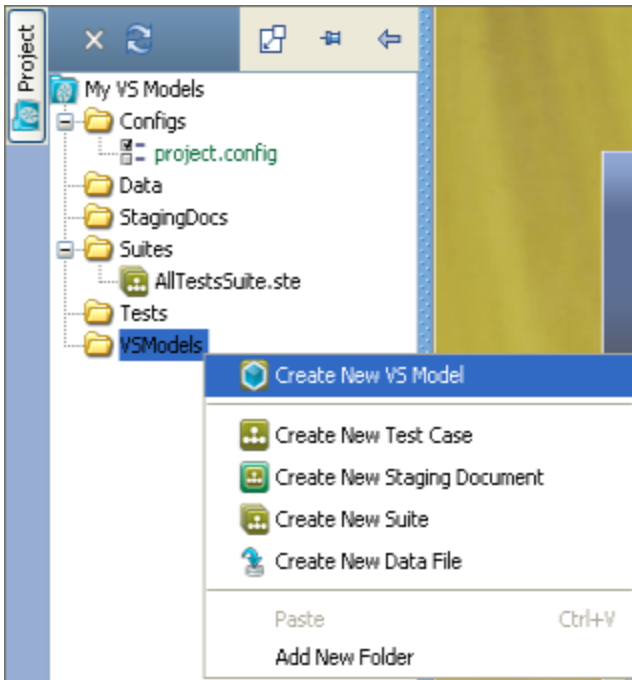 Project
My VS Models
Configs
project.config
Data
StagingDocs
Suites
AllTestsSuite.ste
Tests
VSModels
Create New VS Model
Create New Test Case
Create New Staging Document
Create New Suite
Create New Data File
Paste Ctrl+V
Add New Folder